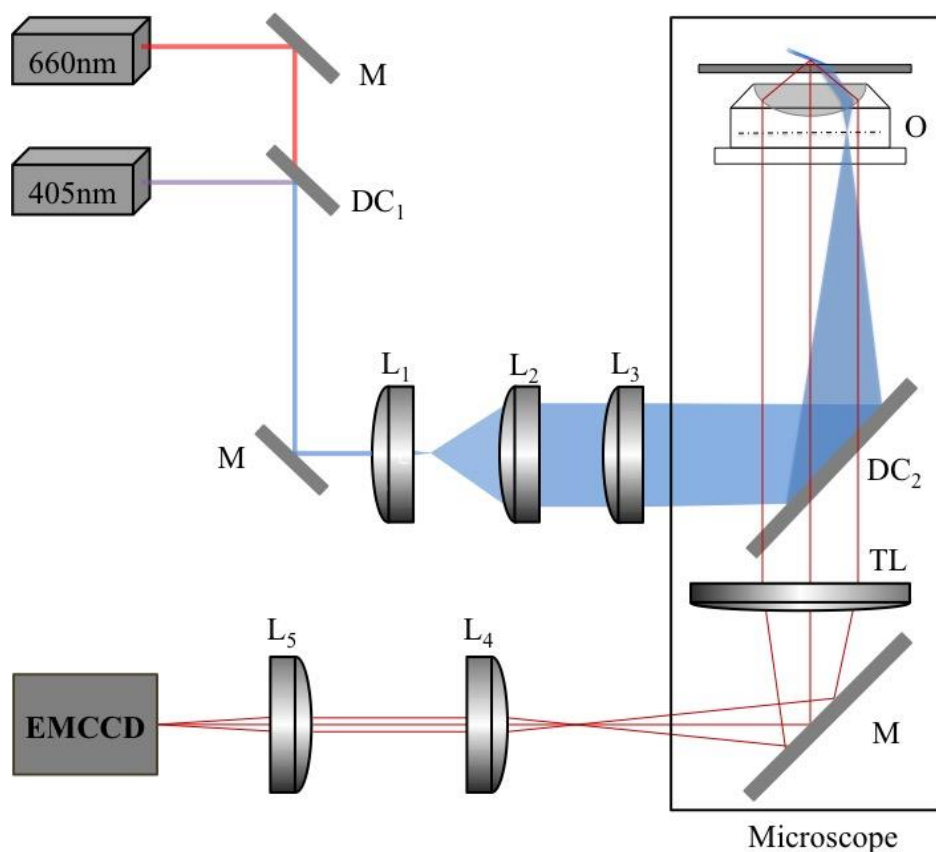 660nm
M
405nm
DC₁
O
L₁
L₂
L₃
M
DC₂
TL
L₅
L₄
EMCCD
M
Microscope